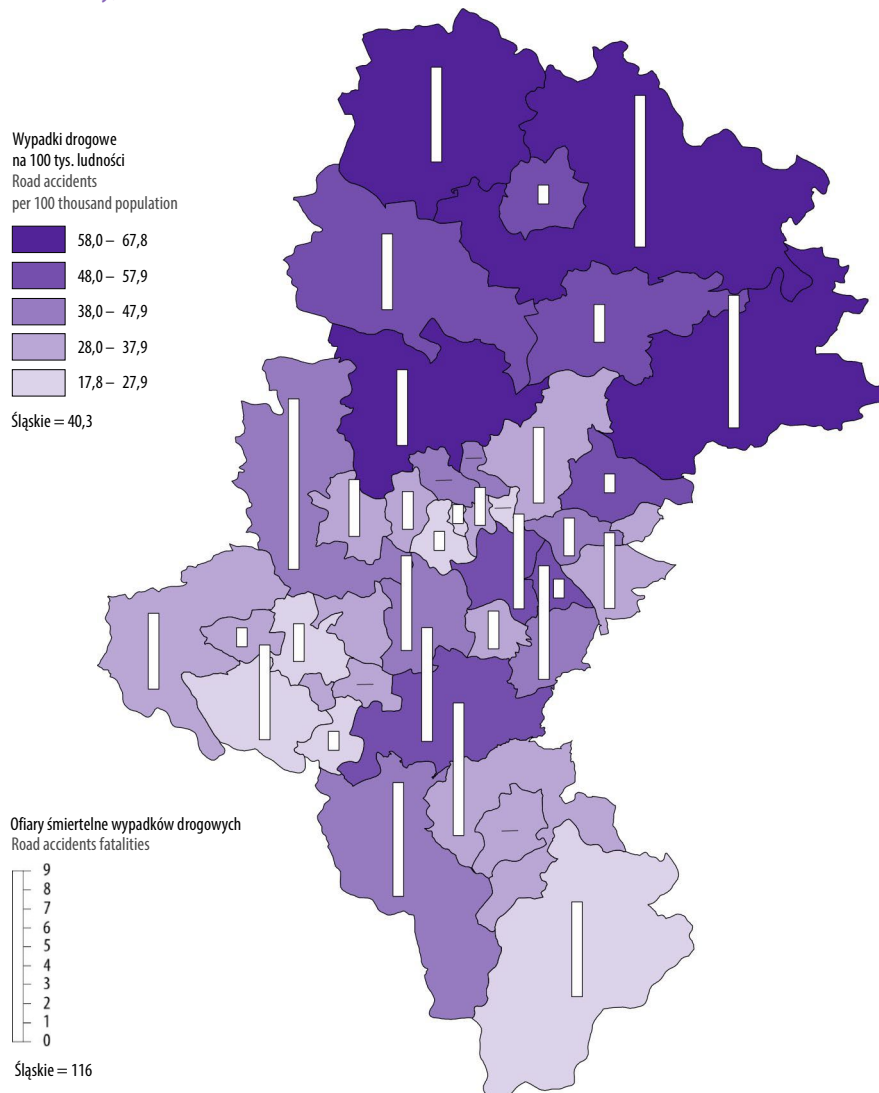 Wypadki drogowe
na 100 tys. ludności
Road accidents
per 100 thousand population
58,0 – 67,8
48,0 – 57,9
38,0 – 47,9
28,0 – 37,9
17,8 – 27,9
Śląskie = 40,3
Ofiary śmiertelne wypadków drogowych
Road accidents fatalities
9
8
7
6
5
4
3
2
1
0
Śląskie = 116